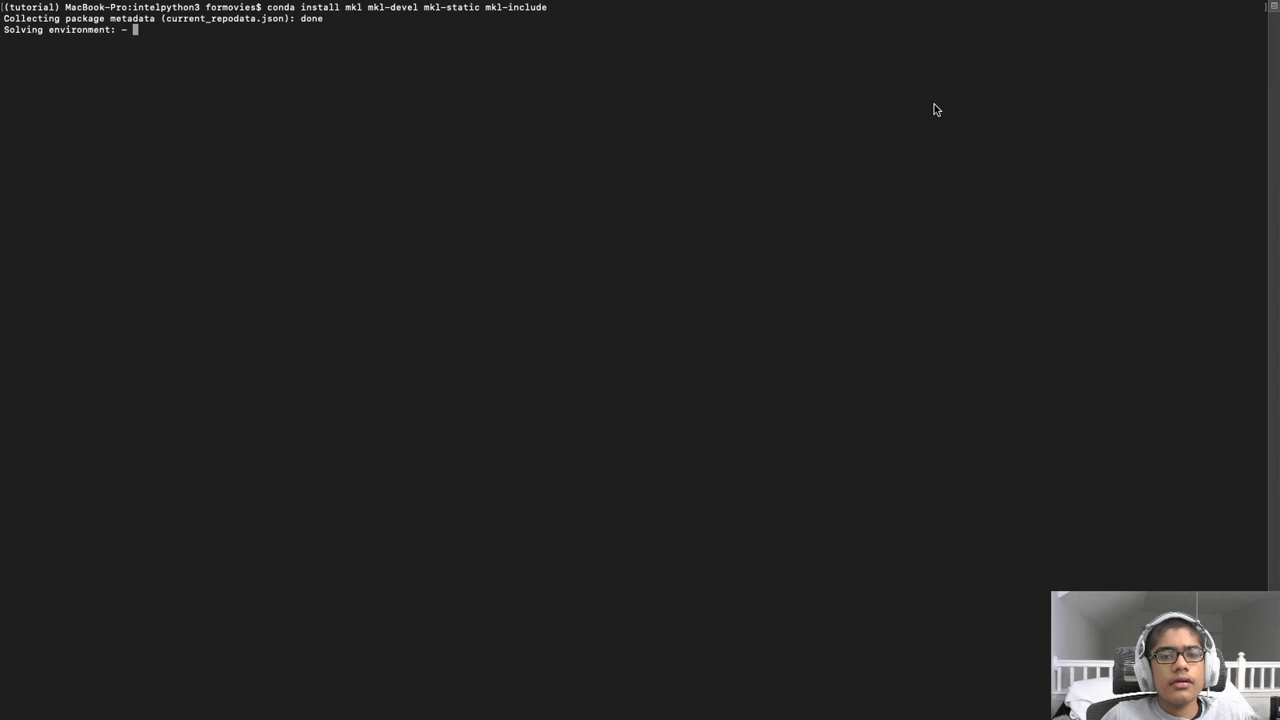 (tutorial) MacBook-Pro:intelpython3 formovies$ conda install mkl mkl-devel mkl-static mkl-include
Collecting package metadata (current_repodata.json): done
Solving environment: -